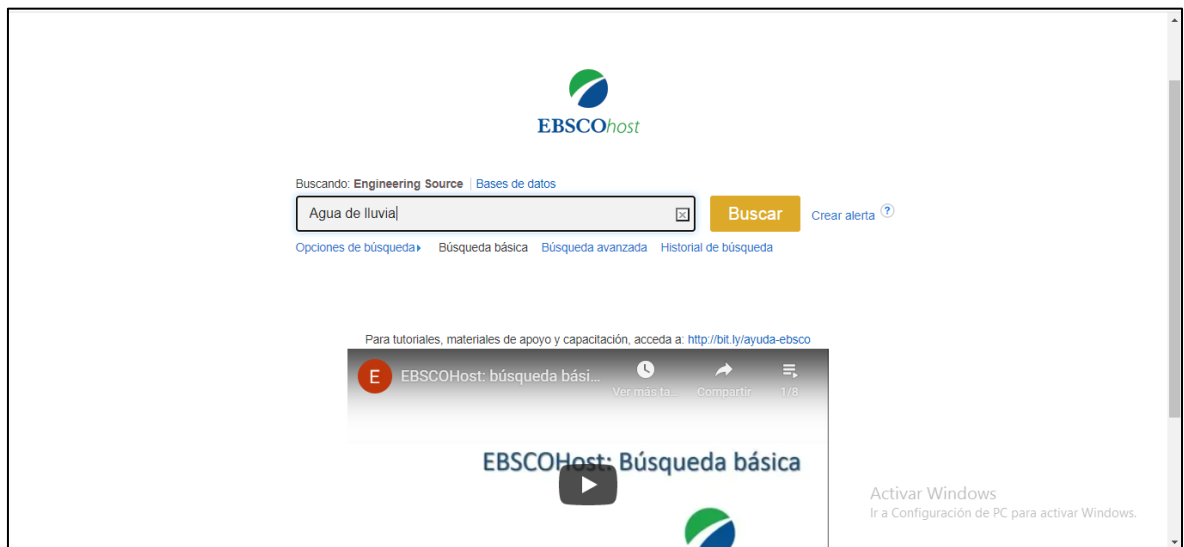 EBSCOhost
Buscando: Engineering Source | Bases de datos
Agua de lluvia
Buscar
Crear alerta ?
Opciones de búsqueda Búsqueda básica Búsqueda avanzada Historial de búsqueda
Para tutoriales, materiales de apoyo y capacitación, acceda a: http://bit.ly/ayuda-ebsco
E EBSCOHost: búsqueda bási...
Ver más ta... Compartir 1/8
EBSCOHost: Búsqueda básica
Activar Windows
Ir a Configuración de PC para activar Windows.